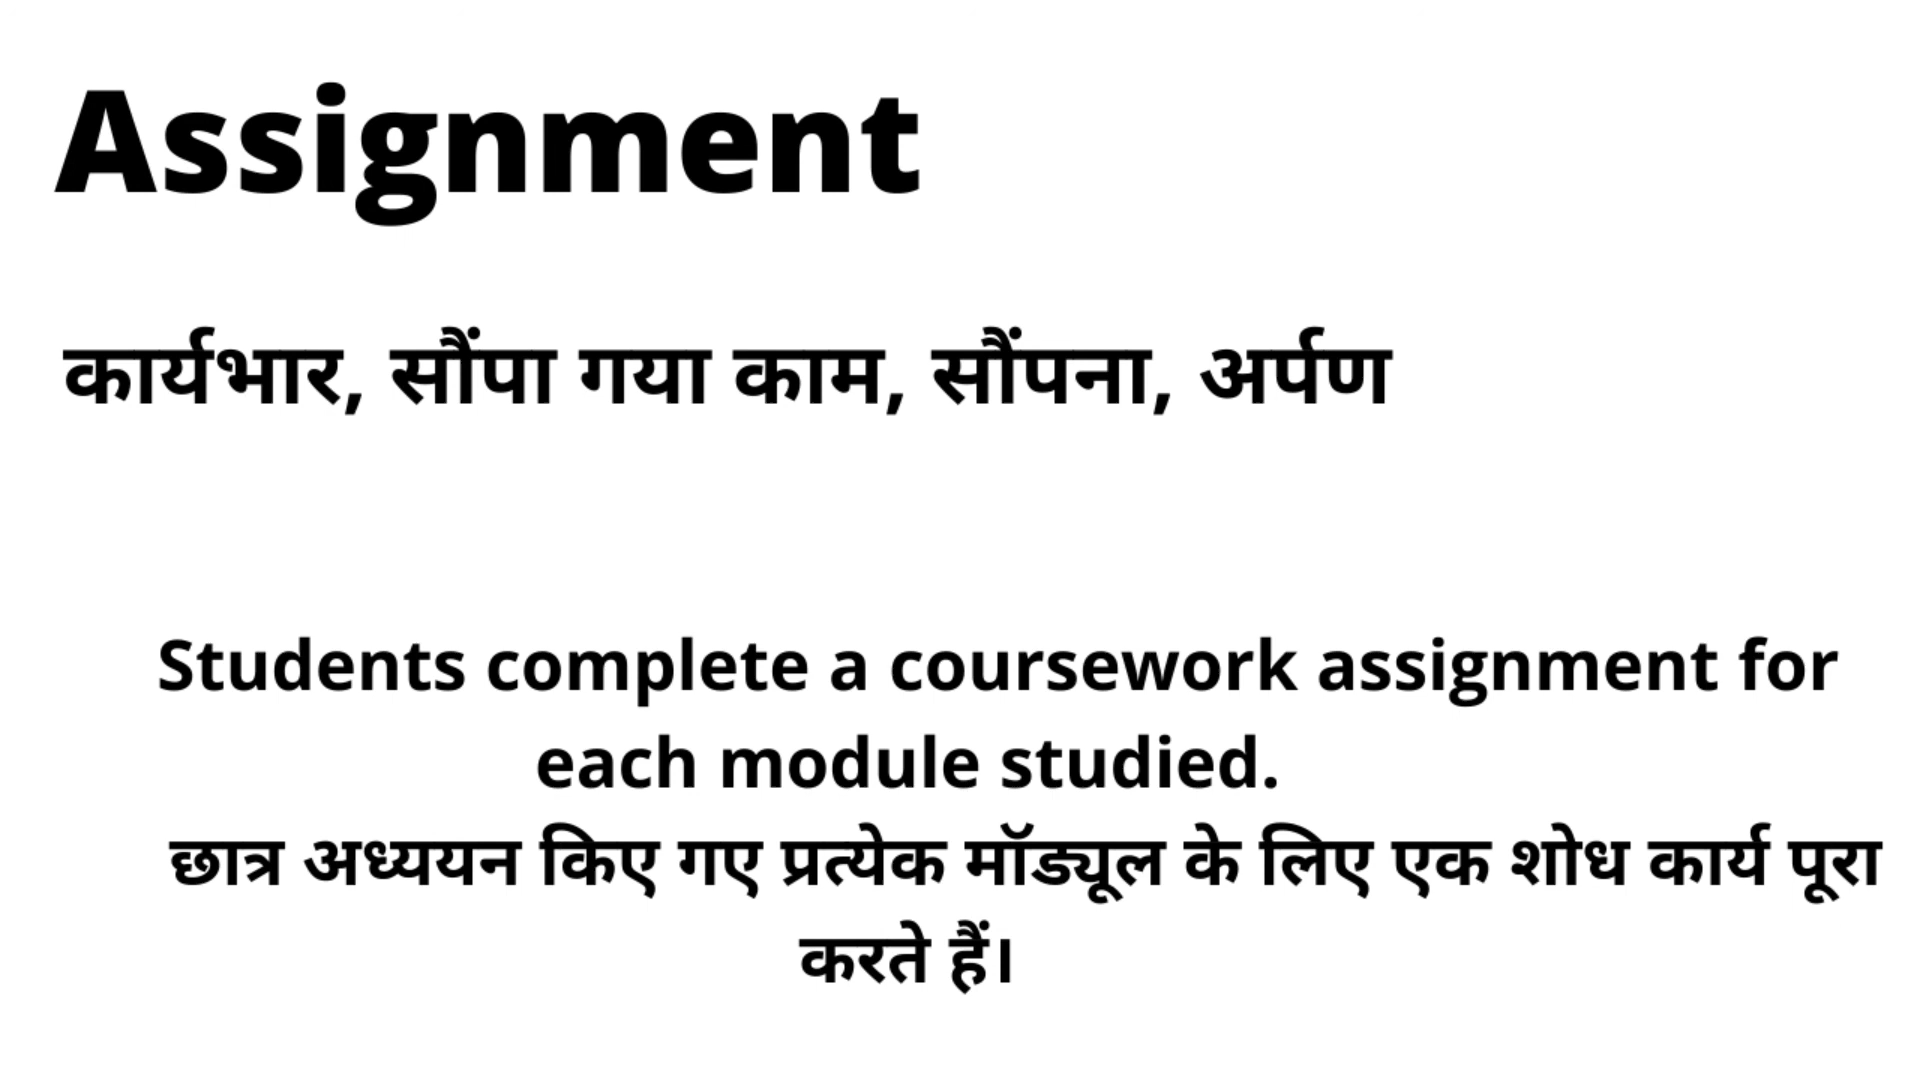 Assignment
कार्यभार, सौंपा गया काम, सौंपना, अर्पण
Students complete a coursework assignment for
each module studied.
छात्र अध्ययन किए गए प्रत्येक मॉड्यूल के लिए एक शोध कार्य पूरा
करते हैं।